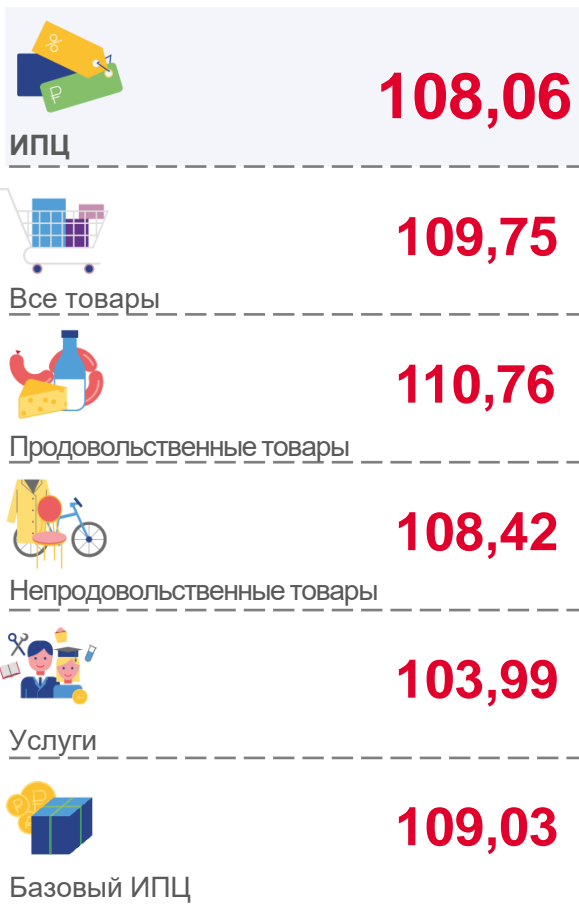 108,06
ИПЦ
109,75
Все товары
110,76
Продовольственные товары
108,42
Непродовольственные товары
103,99
Услуги
109,03
Базовый ИПЦ